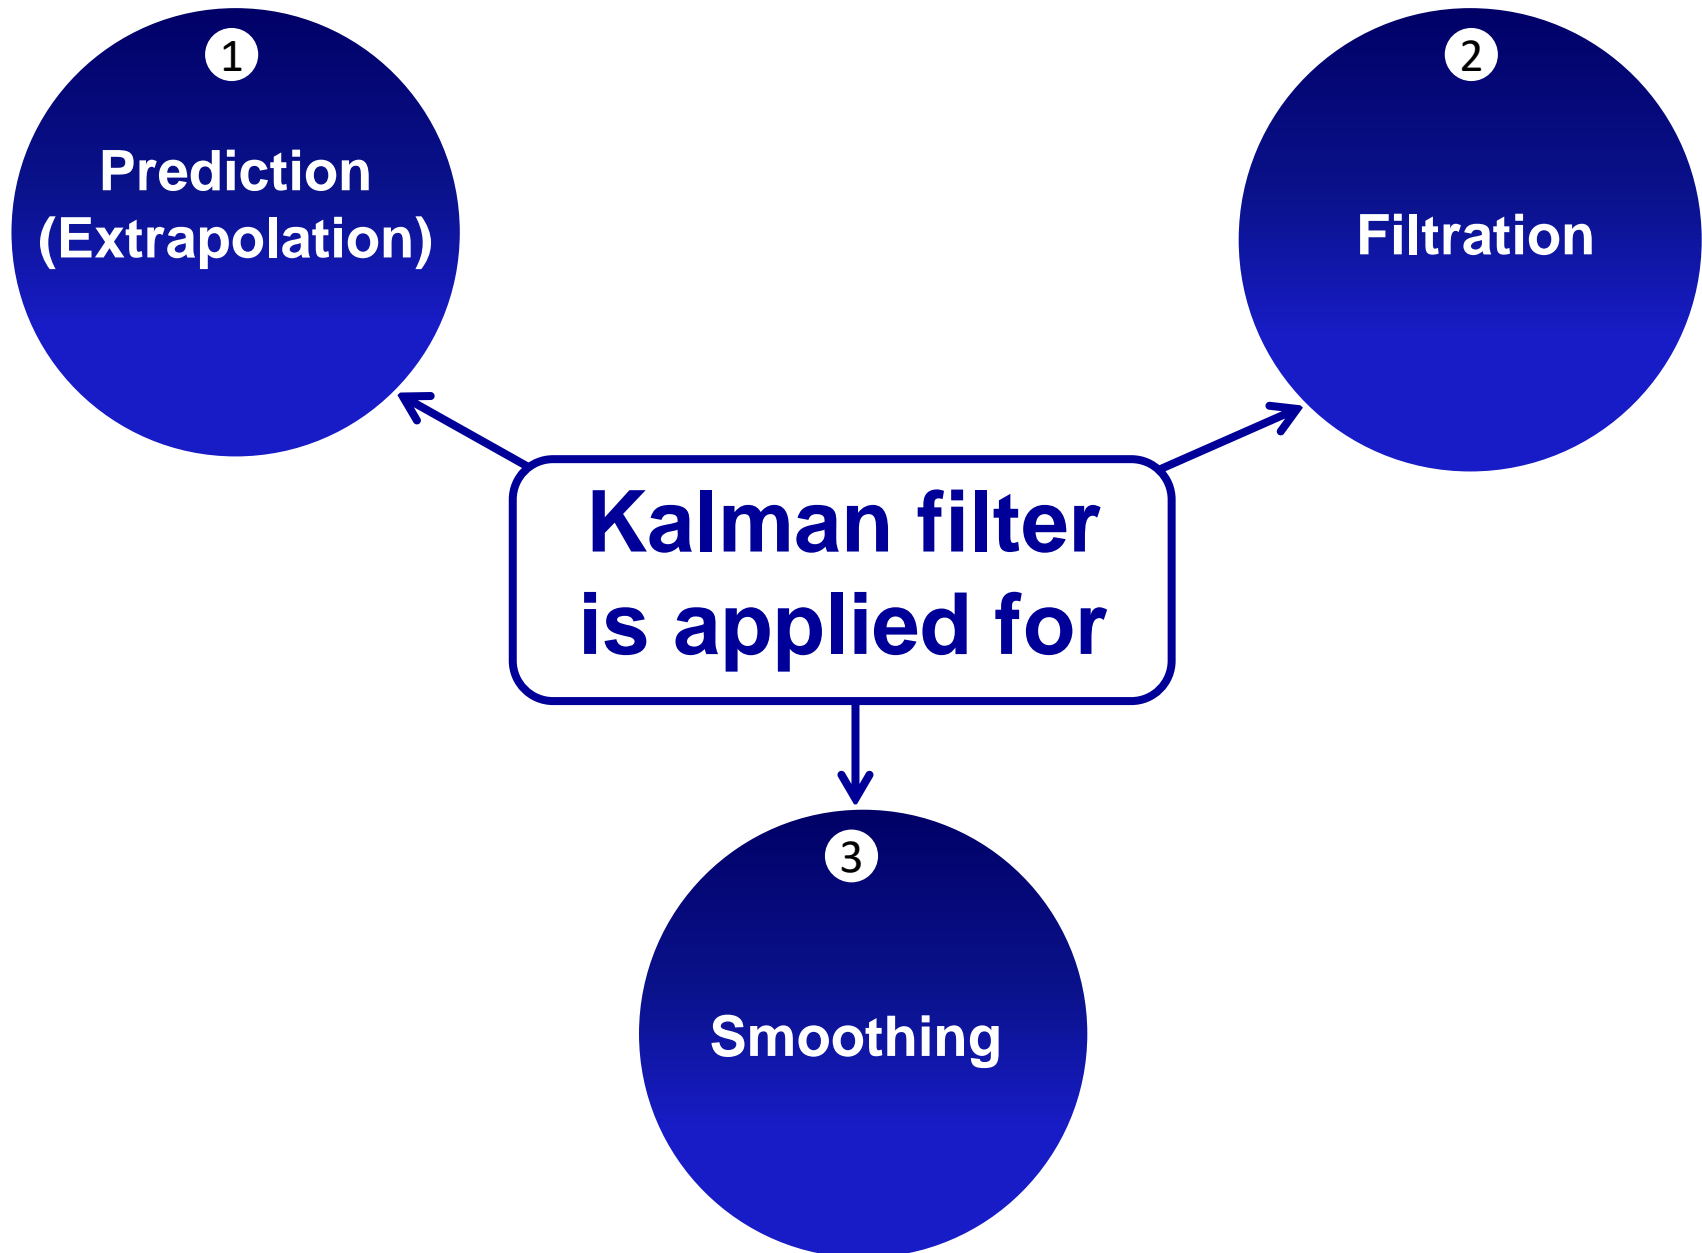 1
Prediction
(Extrapolation)
2
Filtration
Kalman filter
is applied for
3
Smoothing